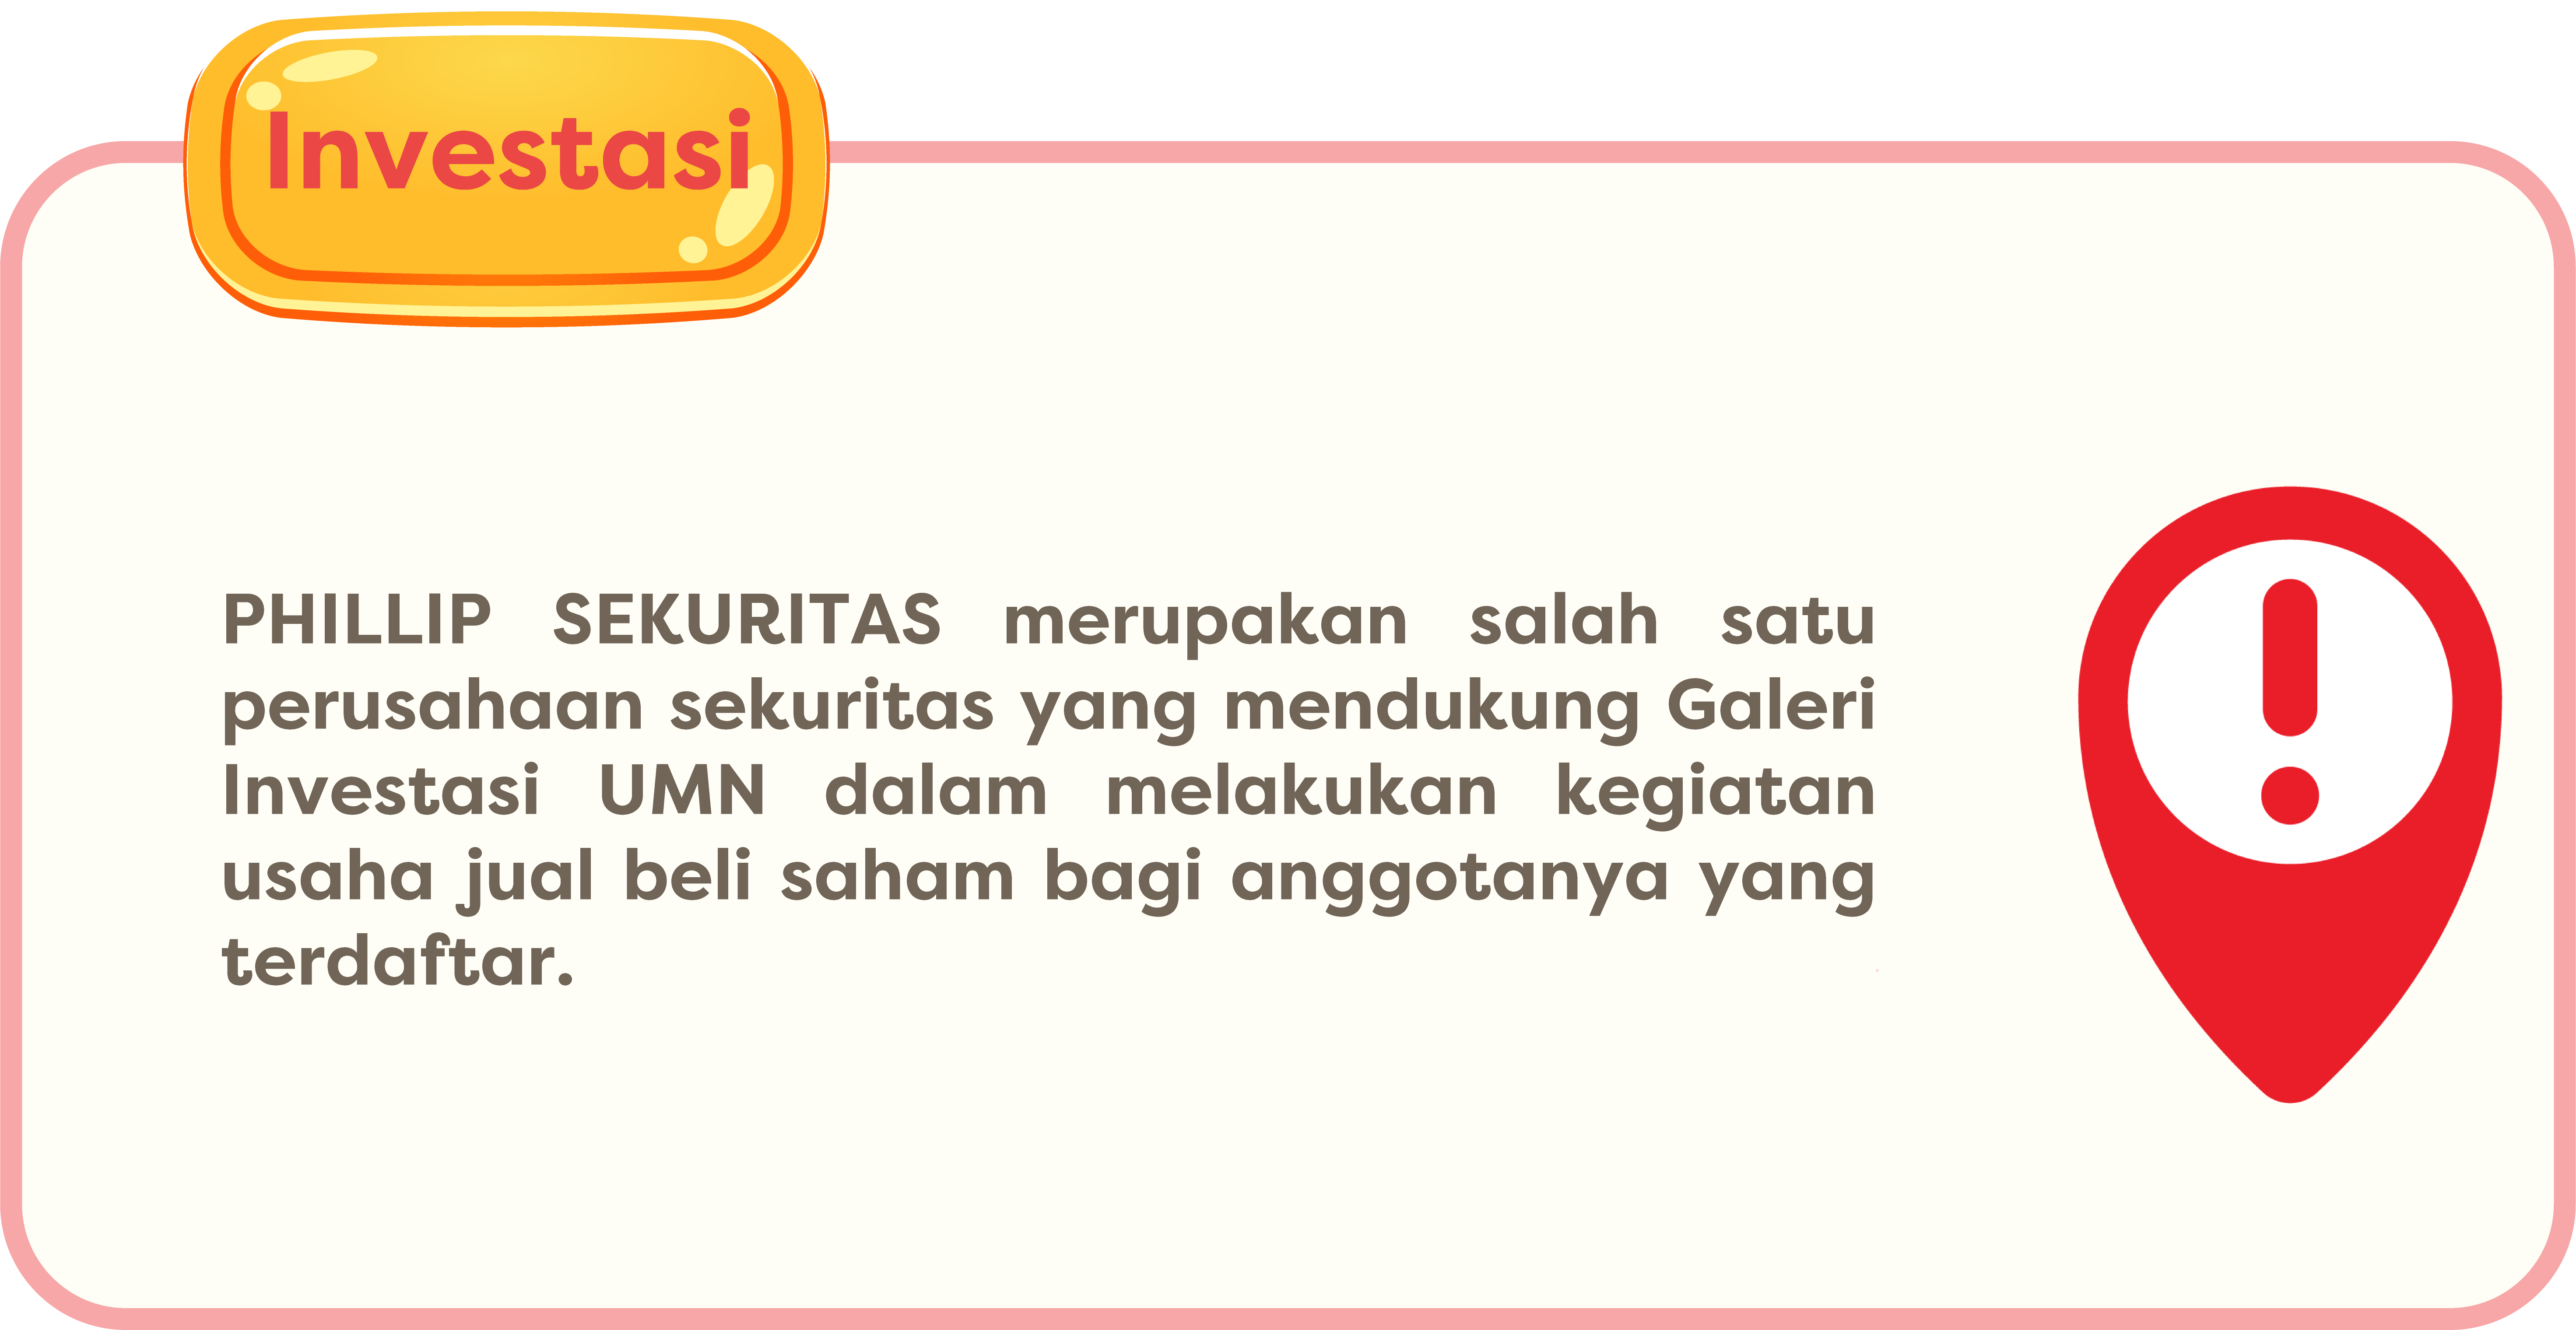 Investasi
PHILLIP SEKURITAS merupakan salah satu
perusahaan sekuritas yang mendukung Galeri
Investasi UMN dalam melakukan kegiatan
usaha jual beli saham bagi anggotanya yang
terdaftar.